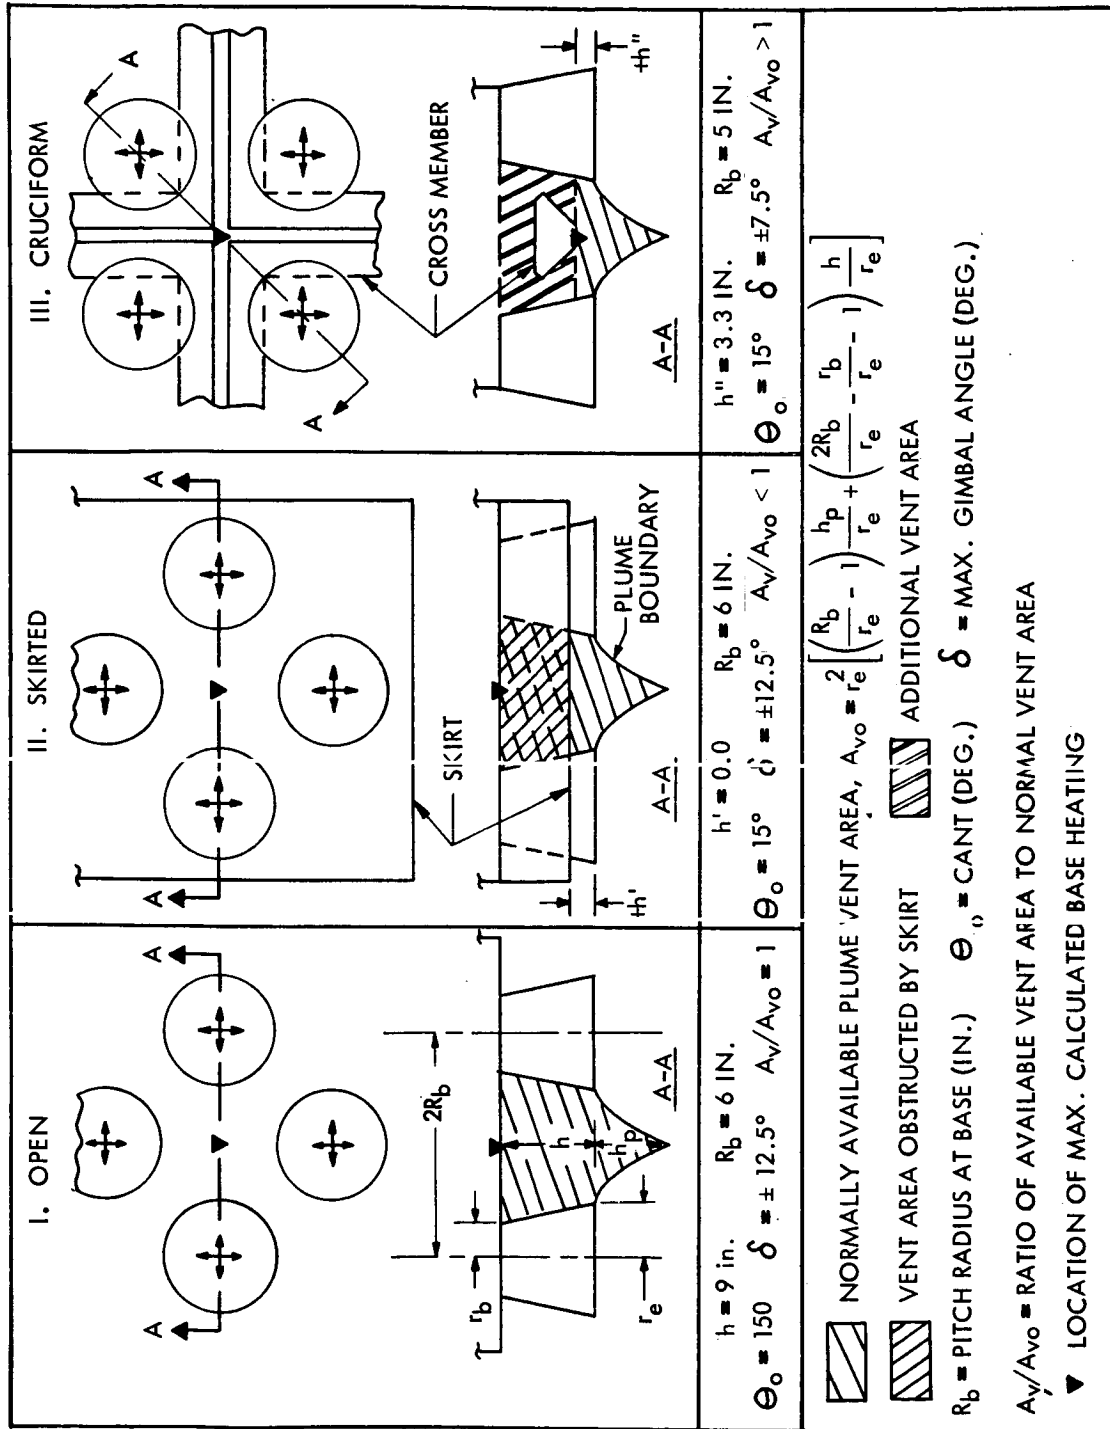 I. OPEN
A
A
2R_b
r_b
r_e
h
h_p
A-A
h = 9 in.
R_b = 6 IN.
Θ_o = 150
δ = ± 12.5°
A_v/A_vo = 1
II. SKIRTED
A
A
SKIRT
PLUME
BOUNDARY
h'
A-A
h' = 0.0
R_b = 6 IN.
Θ_o = 15°
δ = ±12.5°
A_v/A_vo < 1
III. CRUCIFORM
A
A
CROSS MEMBER
h"
A-A
h" = 3.3 IN.
R_b = 5 IN.
Θ_o = 15°
δ = ±7.5°
A_v/A_vo > 1
NORMALLY AVAILABLE PLUME VENT AREA, A_vo = r_e^2 [(R_b/r_e - 1) h_p/r_e + (2R_b/r_e - r_b/r_e - 1) h/r_e]
VENT AREA OBSTRUCTED BY SKIRT
ADDITIONAL VENT AREA
R_b = PITCH RADIUS AT BASE (IN.)
Θ_o = CANT (DEG.)
δ = MAX. GIMBAL ANGLE (DEG.)
A_v/A_vo = RATIO OF AVAILABLE VENT AREA TO NORMAL VENT AREA
▼ LOCATION OF MAX. CALCULATED BASE HEATING